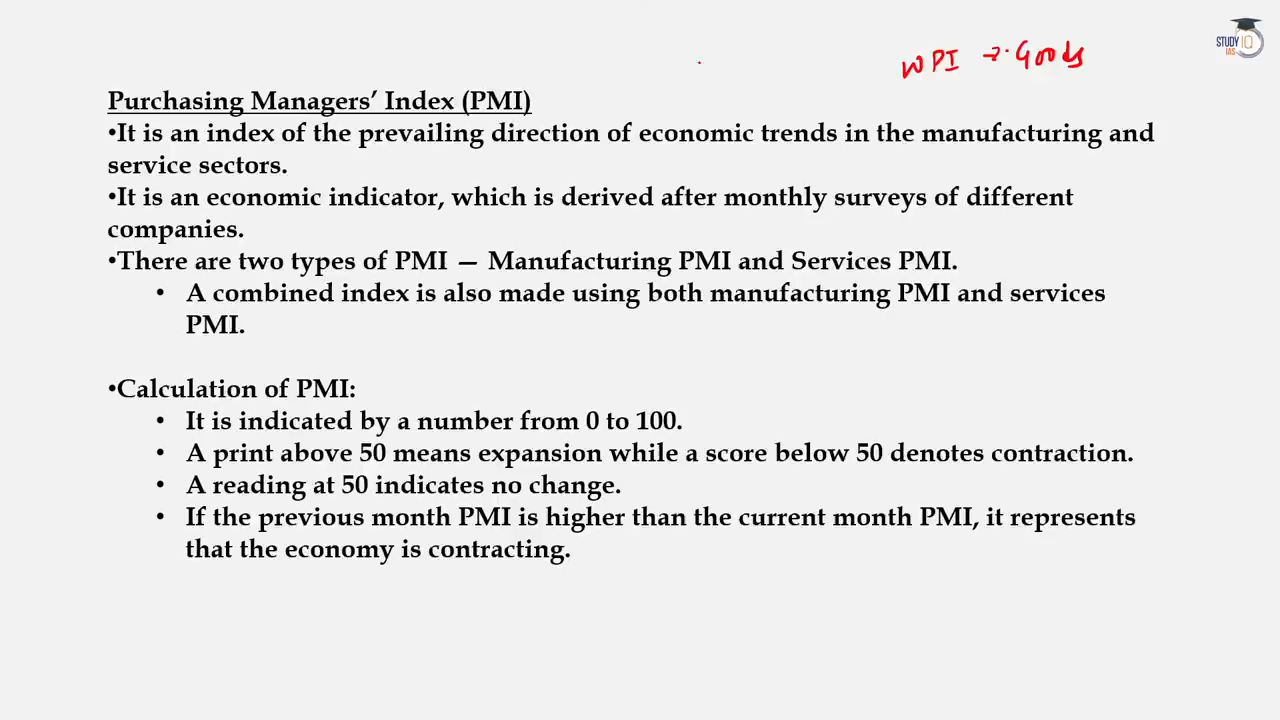 STUDY IQ
IAS
WPI → Goods
Purchasing Managers’ Index (PMI)
•It is an index of the prevailing direction of economic trends in the manufacturing and
service sectors.
•It is an economic indicator, which is derived after monthly surveys of different
companies.
•There are two types of PMI — Manufacturing PMI and Services PMI.
• A combined index is also made using both manufacturing PMI and services
PMI.
•Calculation of PMI:
• It is indicated by a number from 0 to 100.
• A print above 50 means expansion while a score below 50 denotes contraction.
• A reading at 50 indicates no change.
• If the previous month PMI is higher than the current month PMI, it represents
that the economy is contracting.